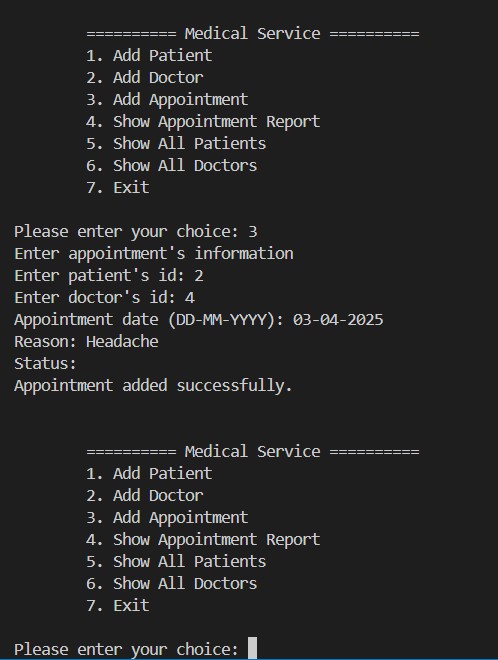 ========== Medical Service ==========
1. Add Patient
2. Add Doctor
3. Add Appointment
4. Show Appointment Report
5. Show All Patients
6. Show All Doctors
7. Exit
Please enter your choice: 3
Enter appointment's information
Enter patient's id: 2
Enter doctor's id: 4
Appointment date (DD-MM-YYYY): 03-04-2025
Reason: Headache
Status:
Appointment added successfully.
========== Medical Service ==========
1. Add Patient
2. Add Doctor
3. Add Appointment
4. Show Appointment Report
5. Show All Patients
6. Show All Doctors
7. Exit
Please enter your choice: